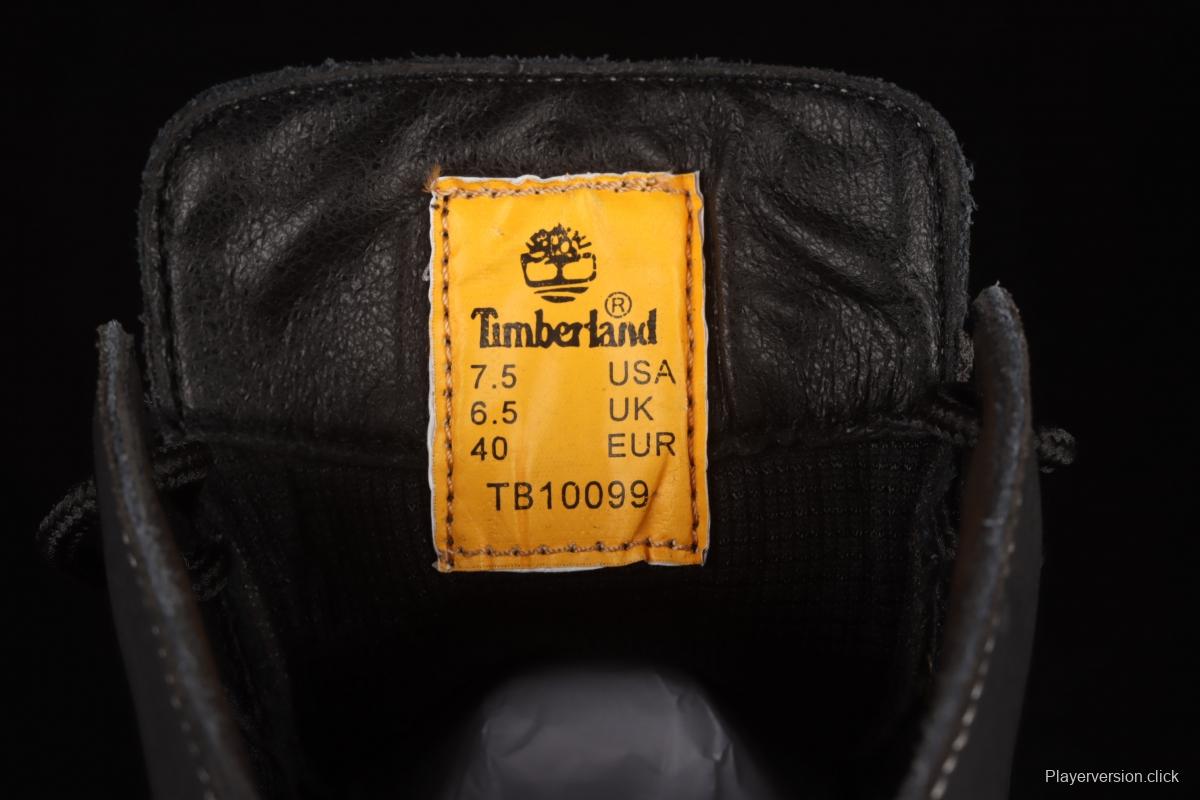 Timberland®
7.5 USA
6.5 UK
40 EUR
TB10099
Playerversion.click